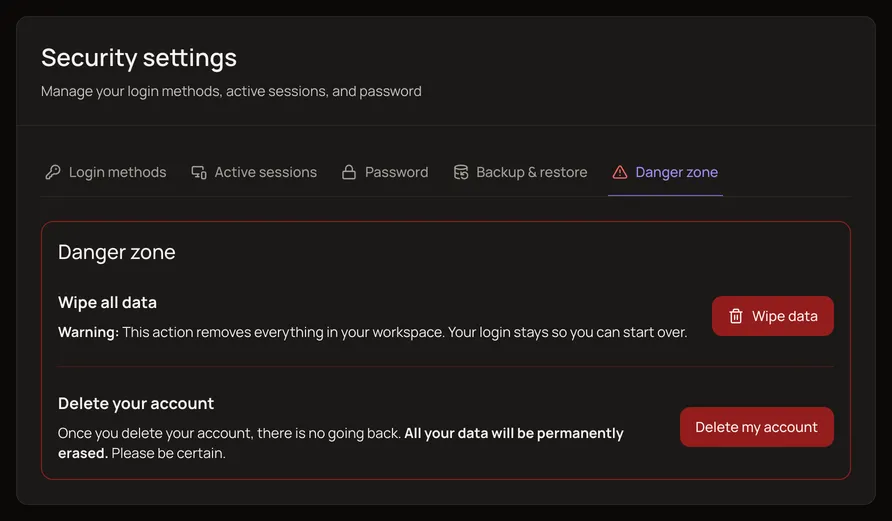 Security settings
Manage your login methods, active sessions, and password
Login methods
Active sessions
Password
Backup & restore
Danger zone
Danger zone
Wipe all data
Warning: This action removes everything in your workspace. Your login stays so you can start over.
Wipe data
Delete your account
Once you delete your account, there is no going back. All your data will be permanently
erased. Please be certain.
Delete my account